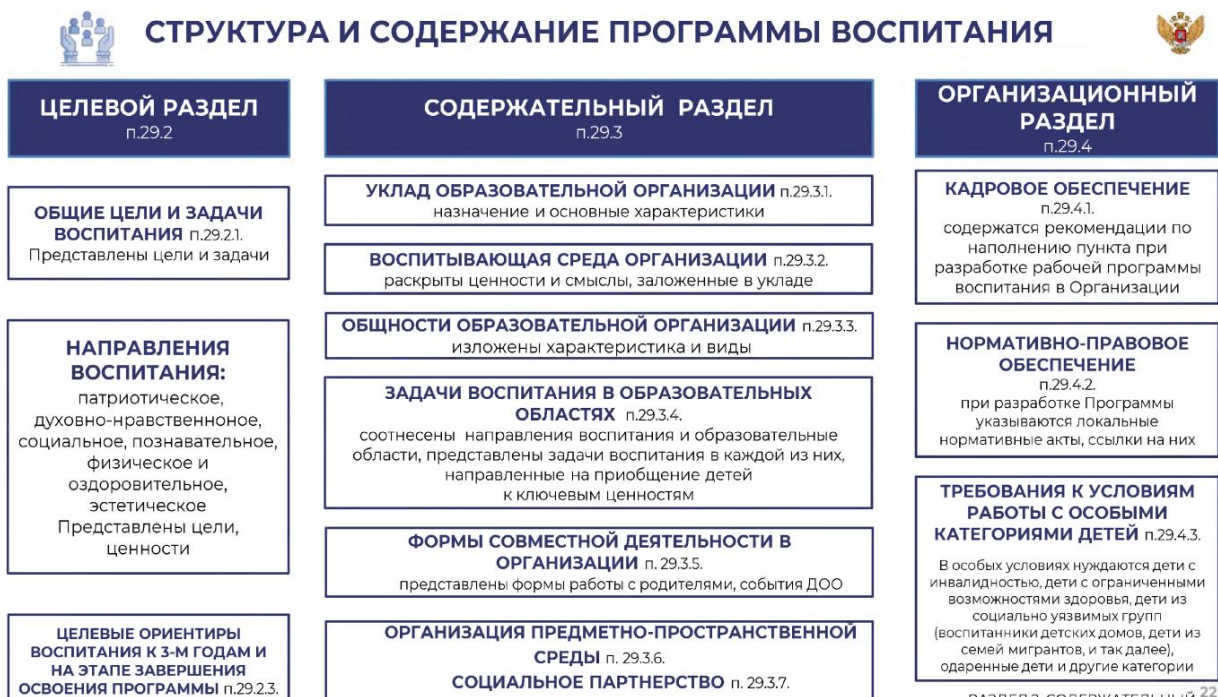 СТРУКТУРА И СОДЕРЖАНИЕ ПРОГРАММЫ ВОСПИТАНИЯ
ЦЕЛЕВОЙ РАЗДЕЛ
п.29.2
ОБЩИЕ ЦЕЛИ И ЗАДАЧИ
ВОСПИТАНИЯ п.29.2.1.
Представлены цели и задачи
НАПРАВЛЕНИЯ
ВОСПИТАНИЯ:
патриотическое,
духовно-нравственноное,
социальное, познавательное,
физическое и
оздоровительное,
эстетическое
Представлены цели,
ценности
ЦЕЛЕВЫЕ ОРИЕНТИРЫ
ВОСПИТАНИЯ К 3-М ГОДАМ И
НА ЭТАПЕ ЗАВЕРШЕНИЯ
ОСВОЕНИЯ ПРОГРАММЫ п.29.2.3.
СОДЕРЖАТЕЛЬНЫЙ РАЗДЕЛ
п.29.3
УКЛАД ОБРАЗОВАТЕЛЬНОЙ ОРГАНИЗАЦИИ п.29.3.1.
назначение и основные характеристики
ВОСПИТЫВАЮЩАЯ СРЕДА ОРГАНИЗАЦИИ п.29.3.2.
раскрыты ценности и смыслы, заложенные в укладе
ОБЩНОСТИ ОБРАЗОВАТЕЛЬНОЙ ОРГАНИЗАЦИИ п.29.3.3.
изложены характеристика и виды
ЗАДАЧИ ВОСПИТАНИЯ В ОБРАЗОВАТЕЛЬНЫХ
ОБЛАСТЯХ п.29.3.4.
соотнесены направления воспитания и образовательные
области, представлены задачи воспитания в каждой из них,
направленные на приобщение детей
к ключевым ценностям
ФОРМЫ СОВМЕСТНОЙ ДЕЯТЕЛЬНОСТИ В
ОРГАНИЗАЦИИ п. 29.3.5.
представлены формы работы с родителями, события ДОО
ОРГАНИЗАЦИЯ ПРЕДМЕТНО-ПРОСТРАНСТВЕННОЙ
СРЕДЫ п. 29.3.6.
СОЦИАЛЬНОЕ ПАРТНЕРСТВО п. 29.3.7.
ОРГАНИЗАЦИОННЫЙ
РАЗДЕЛ
п.29.4
КАДРОВОЕ ОБЕСПЕЧЕНИЕ
п.29.4.1.
содержатся рекомендации по
наполнению пункта при
разработке рабочей программы
воспитания в Организации
НОРМАТИВНО-ПРАВОВОЕ
ОБЕСПЕЧЕНИЕ
п.29.4.2.
при разработке Программы
указываются локальные
нормативные акты, ссылки на них
ТРЕБОВАНИЯ К УСЛОВИЯМ
РАБОТЫ С ОСОБЫМИ
КАТЕГОРИЯМИ ДЕТЕЙ п.29.4.3.
В особых условиях нуждаются дети с
инвалидностью, дети с ограниченными
возможностями здоровья, дети из
социально уязвимых групп
(воспитанники детских домов, дети из
семей мигрантов, и так далее),
одаренные дети и другие категории
РАЗДЕЛ 2. СОДЕРЖАТЕЛЬНЫЙ